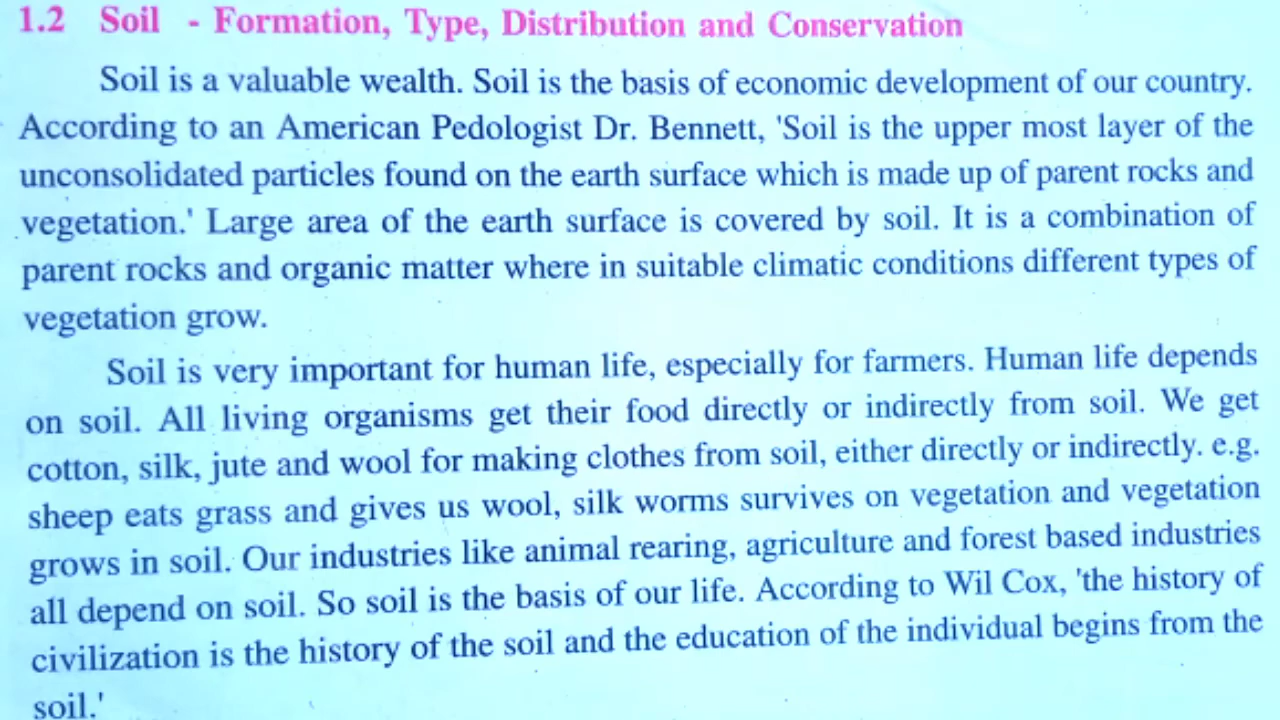 1.2 Soil - Formation, Type, Distribution and Conservation
Soil is a valuable wealth. Soil is the basis of economic development of our country.
According to an American Pedologist Dr. Bennett, 'Soil is the upper most layer of the
unconsolidated particles found on the earth surface which is made up of parent rocks and
vegetation.' Large area of the earth surface is covered by soil. It is a combination of
parent rocks and organic matter where in suitable climatic conditions different types of
vegetation grow.
Soil is very important for human life, especially for farmers. Human life depends
on soil. All living organisms get their food directly or indirectly from soil. We get
cotton, silk, jute and wool for making clothes from soil, either directly or indirectly. e.g.
sheep eats grass and gives us wool, silk worms survives on vegetation and vegetation
grows in soil. Our industries like animal rearing, agriculture and forest based industries
all depend on soil. So soil is the basis of our life. According to Wil Cox, 'the history of
civilization is the history of the soil and the education of the individual begins from the
soil.'